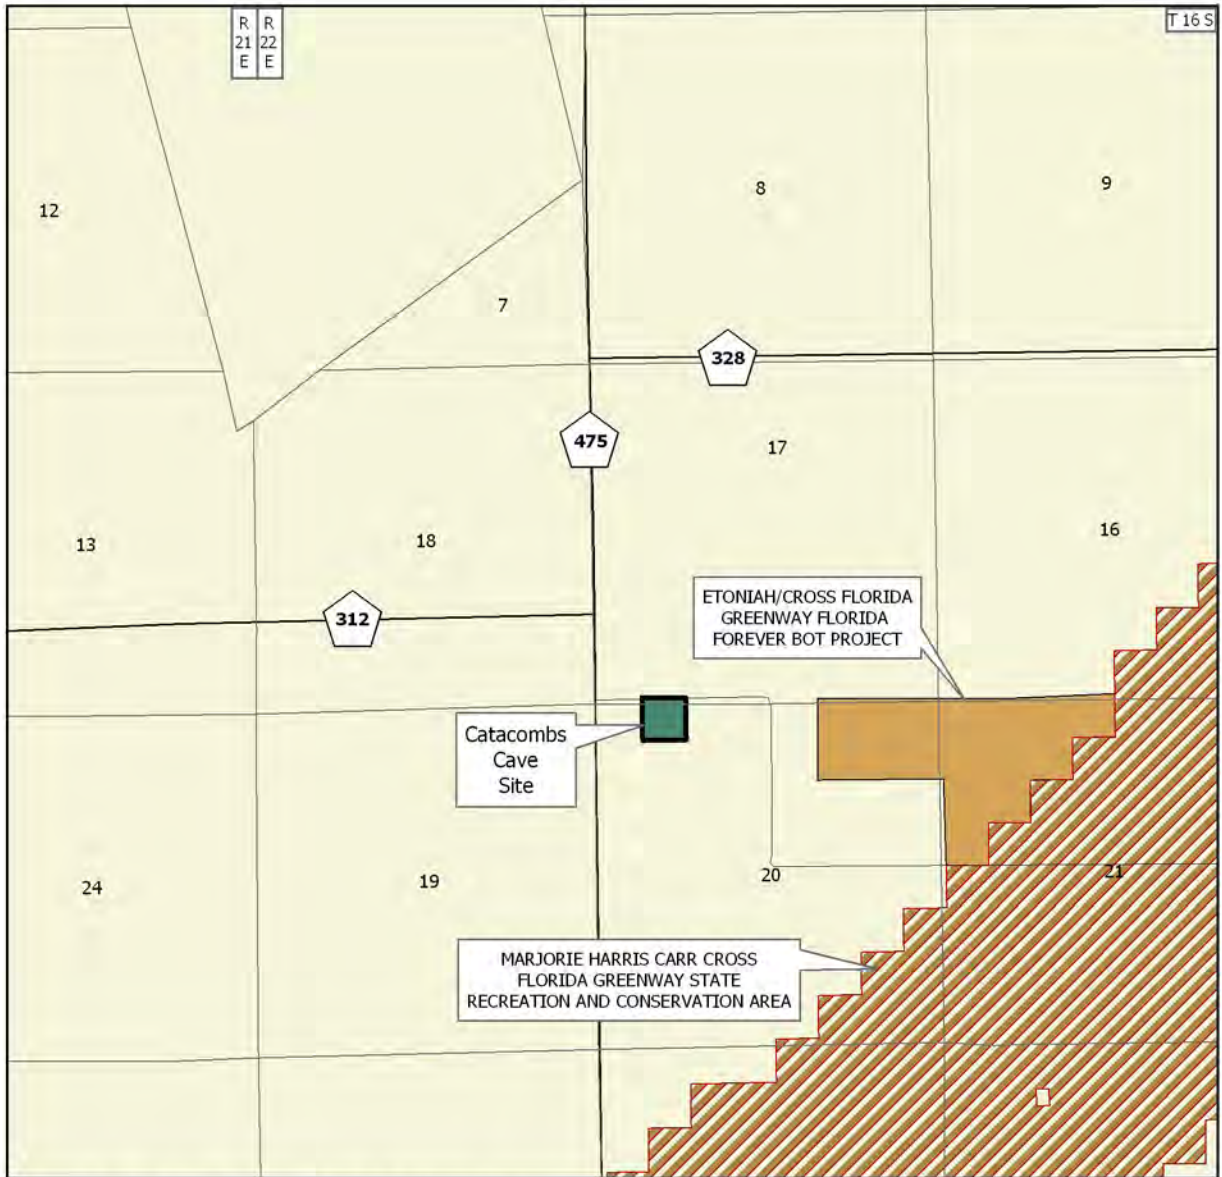 R
21
E
R
22
E
T 16 S
12
8
9
7
328
475
17
13
18
16
312
ETONIAH/CROSS FLORIDA
GREENWAY FLORIDA
FOREVER BOT PROJECT
Catacombs
Cave
Site
24
19
20
21
MARJORIE HARRIS CARR CROSS
FLORIDA GREENWAY STATE
RECREATION AND CONSERVATION AREA